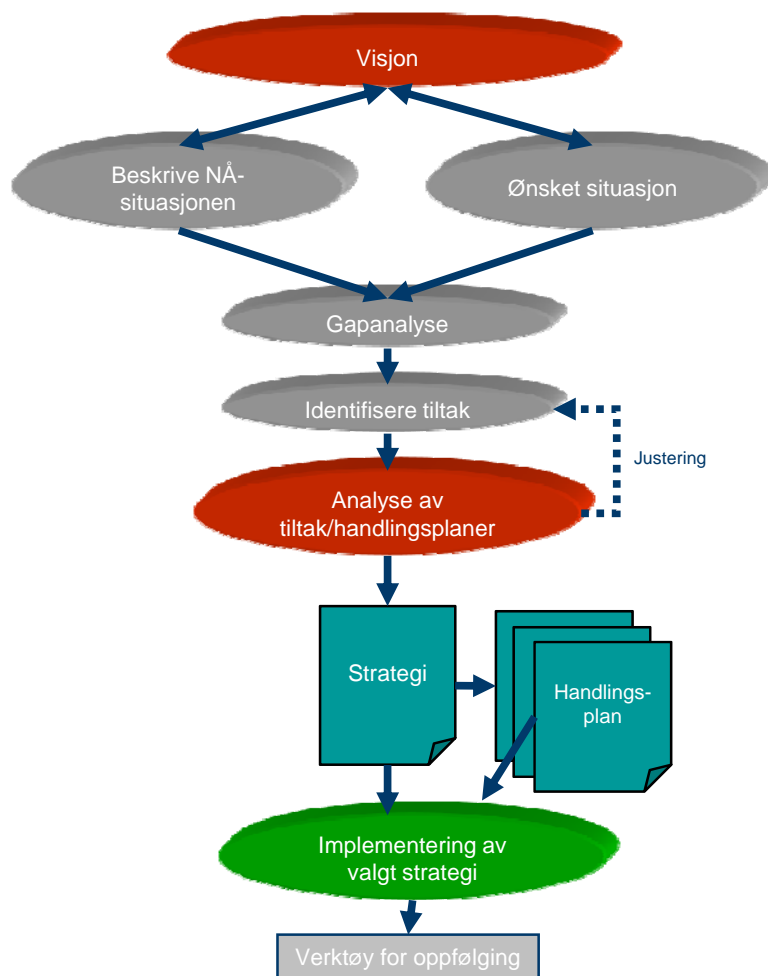 Visjon
Beskrive NÅ-
situasjonen
Ønsket situasjon
Gapanalyse
Identifisere tiltak
Justering
Analyse av
tiltak/handlingsplaner
Strategi
Handlings-
plan
Implementering av
valgt strategi
Verktøy for oppfølging